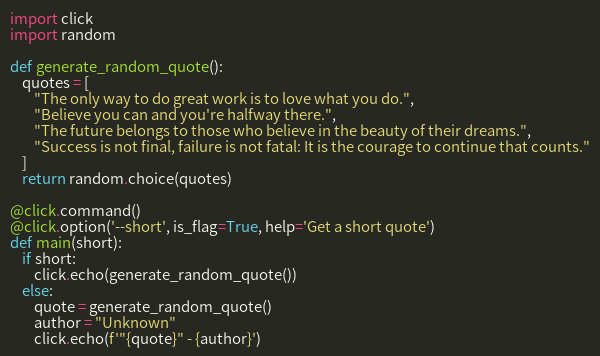 import click
import random

def generate_random_quote():
    quotes = [
        "The only way to do great work is to love what you do.",
        "Believe you can and you're halfway there.",
        "The future belongs to those who believe in the beauty of their dreams.",
        "Success is not final, failure is not fatal: It is the courage to continue that counts."
    ]
    return random.choice(quotes)

@click.command()
@click.option('--short', is_flag=True, help='Get a short quote')
def main(short):
    if short:
        click.echo(generate_random_quote())
    else:
        quote = generate_random_quote()
        author = "Unknown"
        click.echo(f'"{quote}" - {author}')